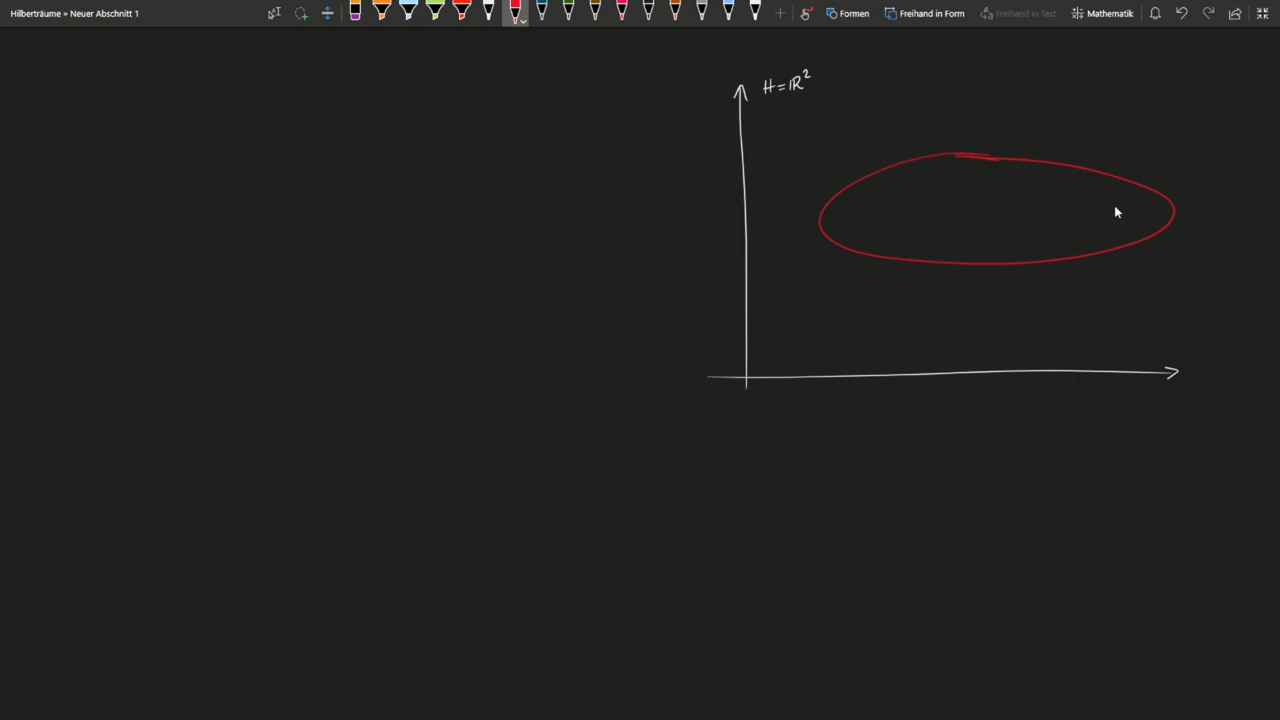 Hilberträume » Neuer Abschnitt 1
Formen
Freihand in Form
Freihand in Text
Mathematik
H=ℝ²